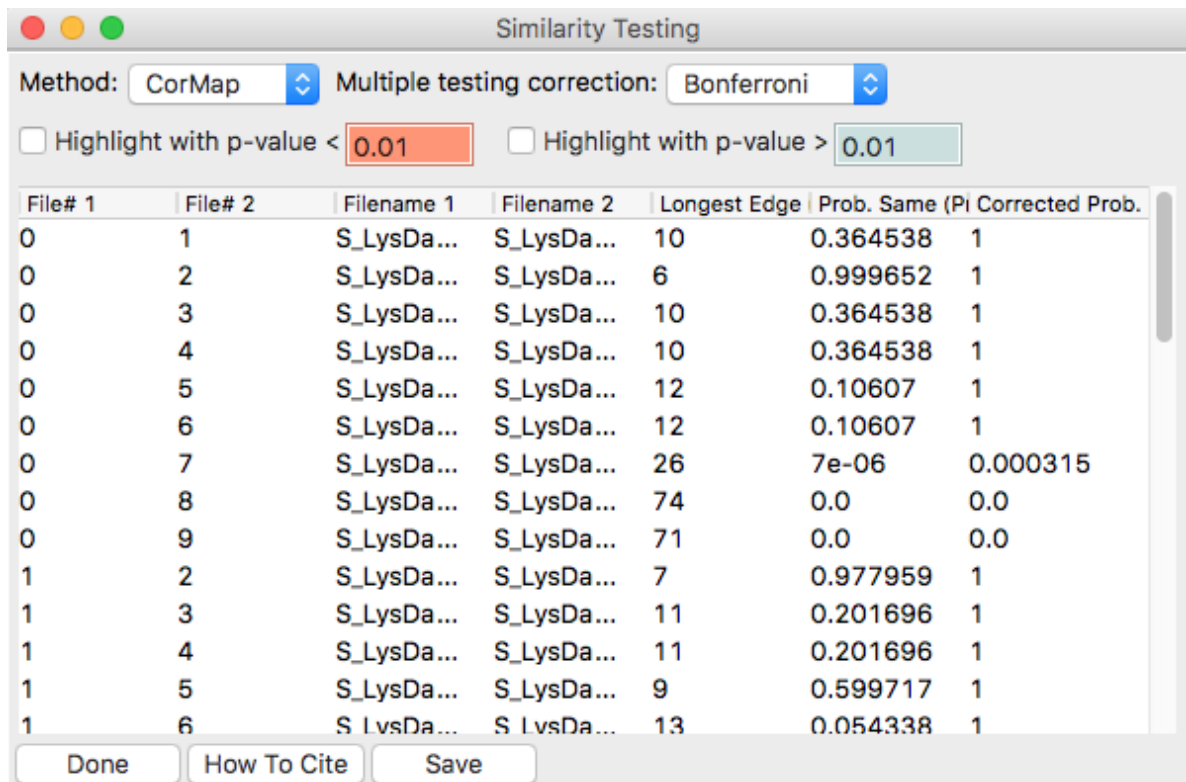 Similarity Testing
Method: CorMap Multiple testing correction: Bonferroni
Highlight with p-value < 0.01 Highlight with p-value > 0.01
File# 1 File# 2 Filename 1 Filename 2 Longest Edge Prob. Same (P Corrected Prob.
0 1 S_LysDa... S_LysDa... 10 0.364538 1
0 2 S_LysDa... S_LysDa... 6 0.999652 1
0 3 S_LysDa... S_LysDa... 10 0.364538 1
0 4 S_LysDa... S_LysDa... 10 0.364538 1
0 5 S_LysDa... S_LysDa... 12 0.10607 1
0 6 S_LysDa... S_LysDa... 12 0.10607 1
0 7 S_LysDa... S_LysDa... 26 7e-06 0.000315
0 8 S_LysDa... S_LysDa... 74 0.0 0.0
0 9 S_LysDa... S_LysDa... 71 0.0 0.0
1 2 S_LysDa... S_LysDa... 7 0.977959 1
1 3 S_LysDa... S_LysDa... 11 0.201696 1
1 4 S_LysDa... S_LysDa... 11 0.201696 1
1 5 S_LysDa... S_LysDa... 9 0.599717 1
1 6 S_LysDa... S_LysDa... 13 0.054338 1
Done How To Cite Save